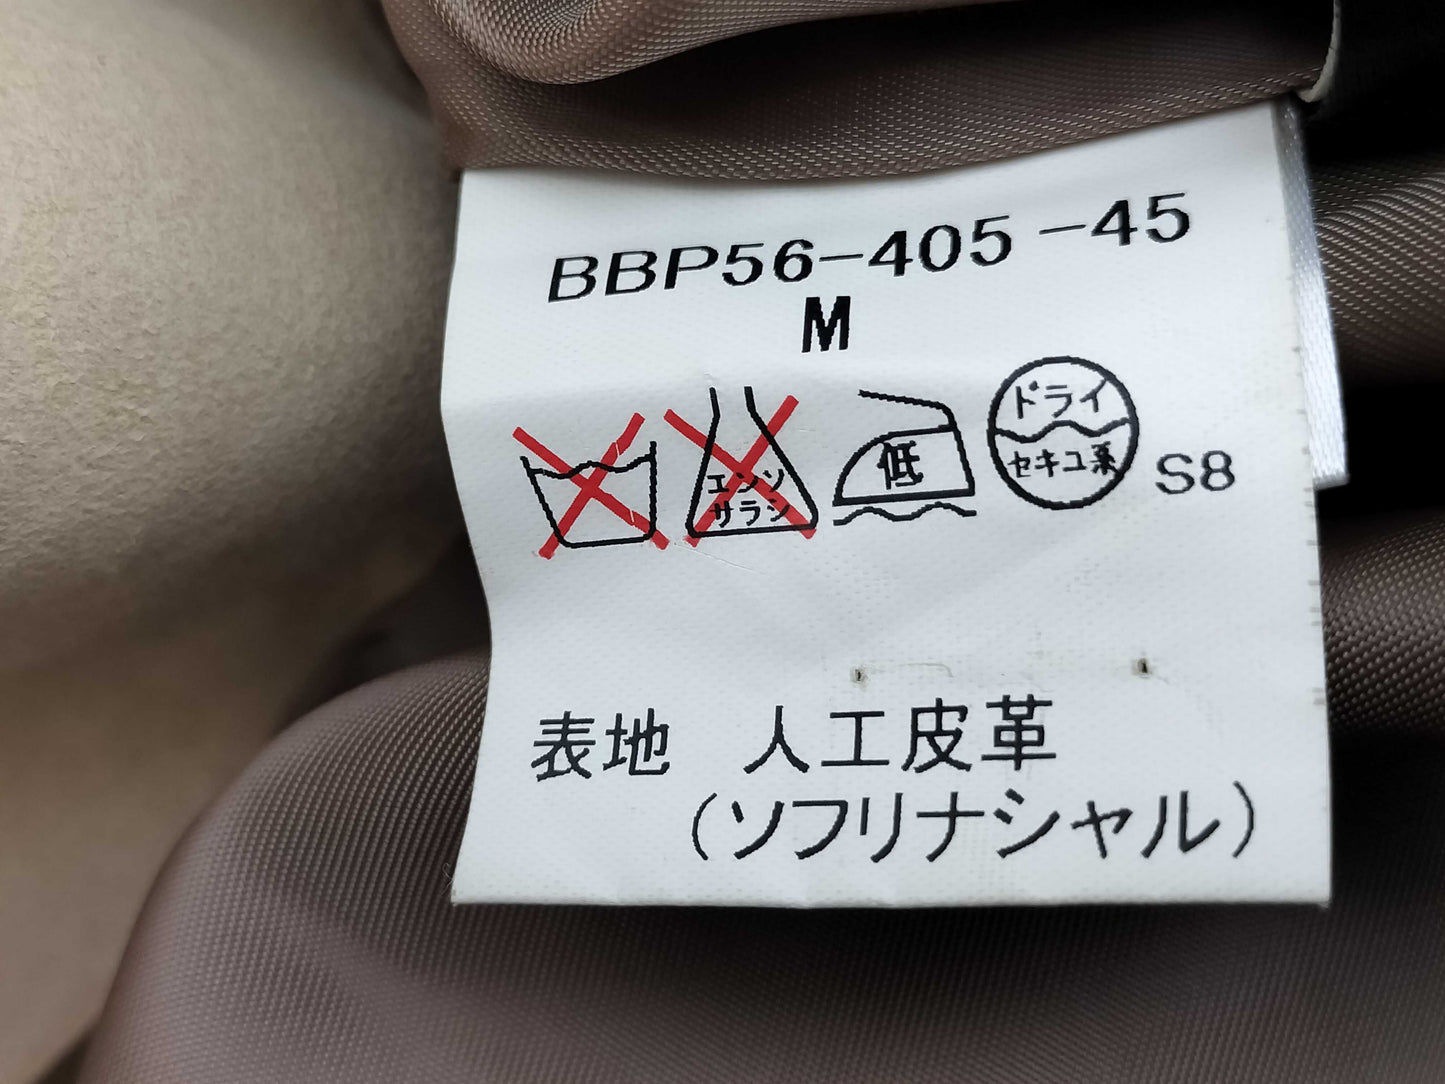 BBP56-405-45
M
エンソ
サラシ
低
ドライ
セキユ系
S8
表地 人工皮革
(ソフリナシャル)